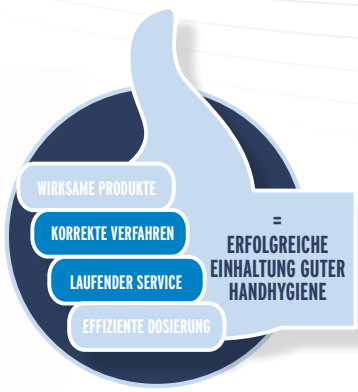 WIRKSAME PRODUKTE
KORREKTE VERFAHREN
LAUFENDER SERVICE
EFFIZIENTE DOSIERUNG
=
ERFOLGREICHE
EINHALTUNG GUTER
HANDHYGIENE